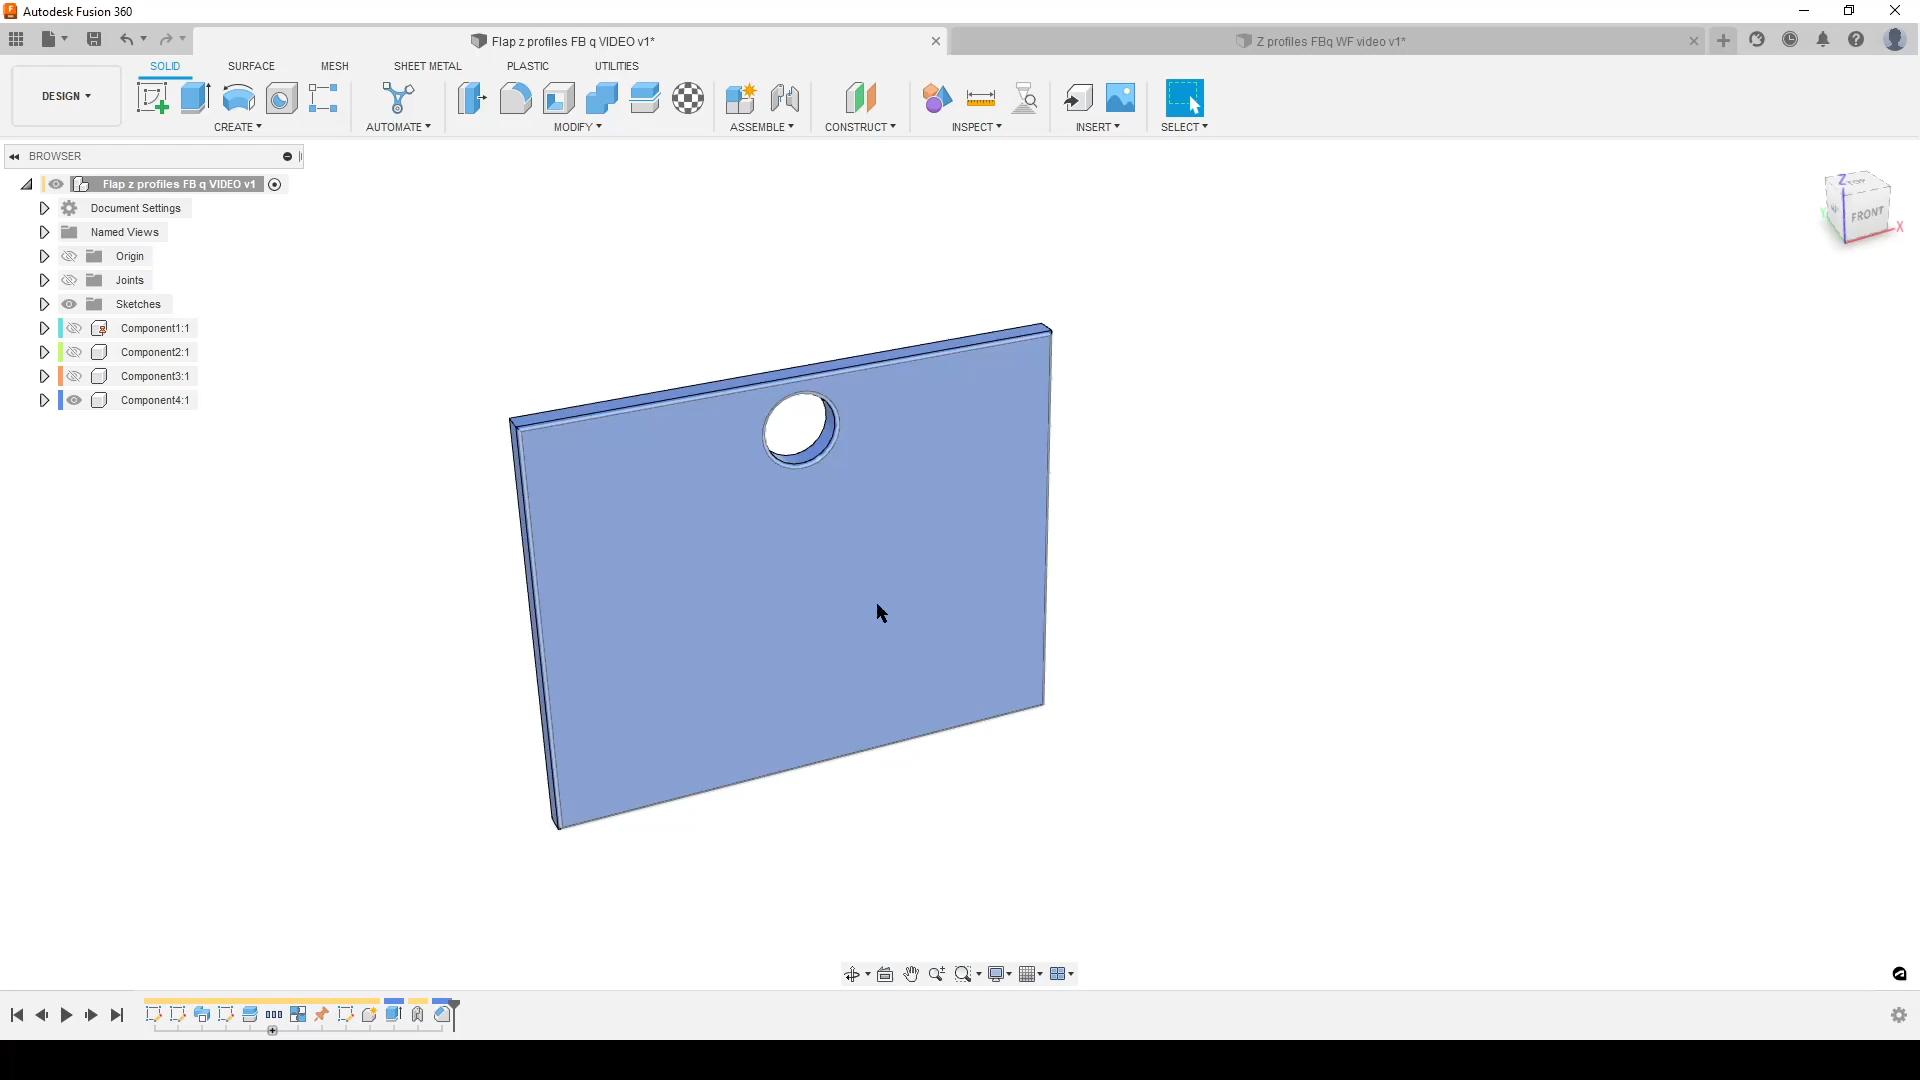 Autodesk Fusion 360
Flap z profiles FB q VIDEO v1*
Z profiles FBq WF video v1*
DESIGN
SOLID
SURFACE
MESH
SHEET METAL
PLASTIC
UTILITIES
CREATE
AUTOMATE
MODIFY
ASSEMBLE
CONSTRUCT
INSPECT
INSERT
SELECT
BROWSER
Flap z profiles FB q VIDEO v1
Document Settings
Named Views
Origin
Joints
Sketches
Component1:1
Component2:1
Component3:1
Component4:1
Z
TOP
FRONT
X